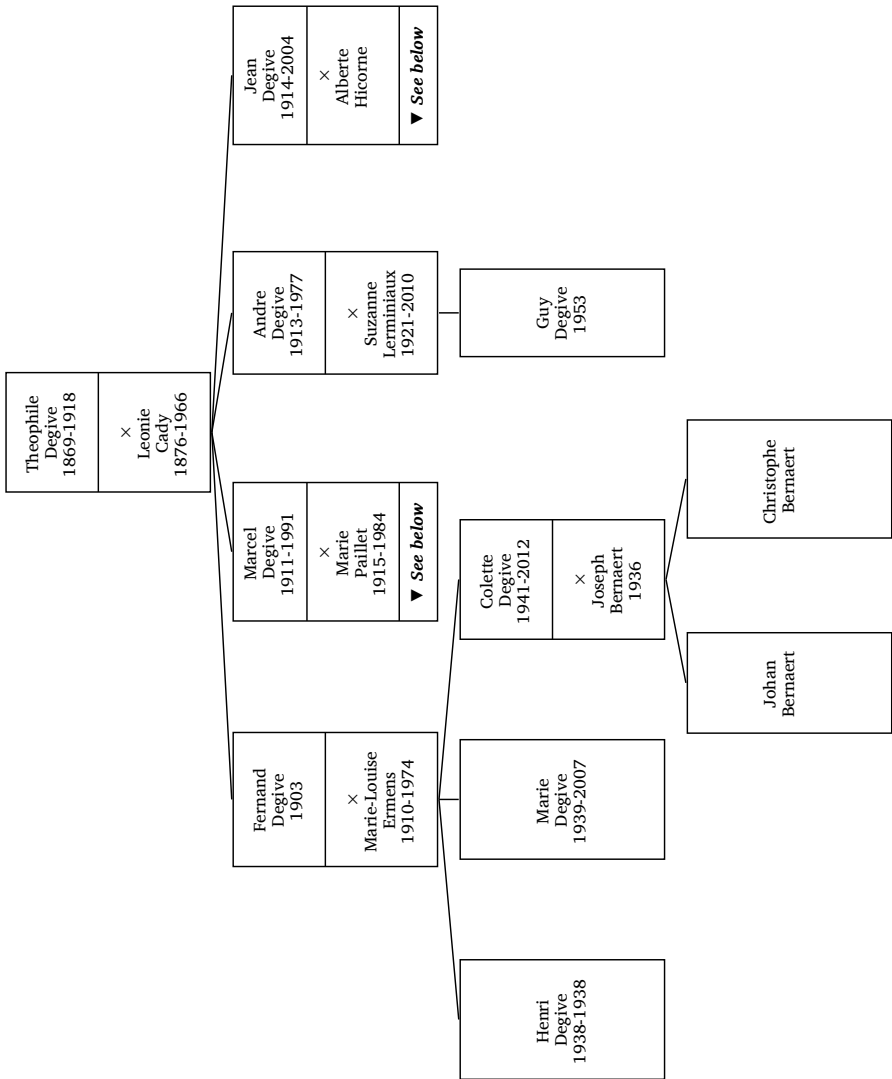 Theophile
Degive
1869-1918
×
Leonie
Cady
1876-1966
Fernand
Degive
1903
×
Marie-Louise
Ermens
1910-1974
Marcel
Degive
1911-1991
×
Marie
Paillet
1915-1984
▼ See below
Andre
Degive
1913-1977
×
Suzanne
Lerminiaux
1921-2010
Jean
Degive
1914-2004
×
Alberte
Hicorne
▼ See below
Henri
Degive
1938-1938
Marie
Degive
1939-2007
Colette
Degive
1941-2012
×
Joseph
Bernaert
1936
Guy
Degive
1953
Johan
Bernaert
Christophe
Bernaert